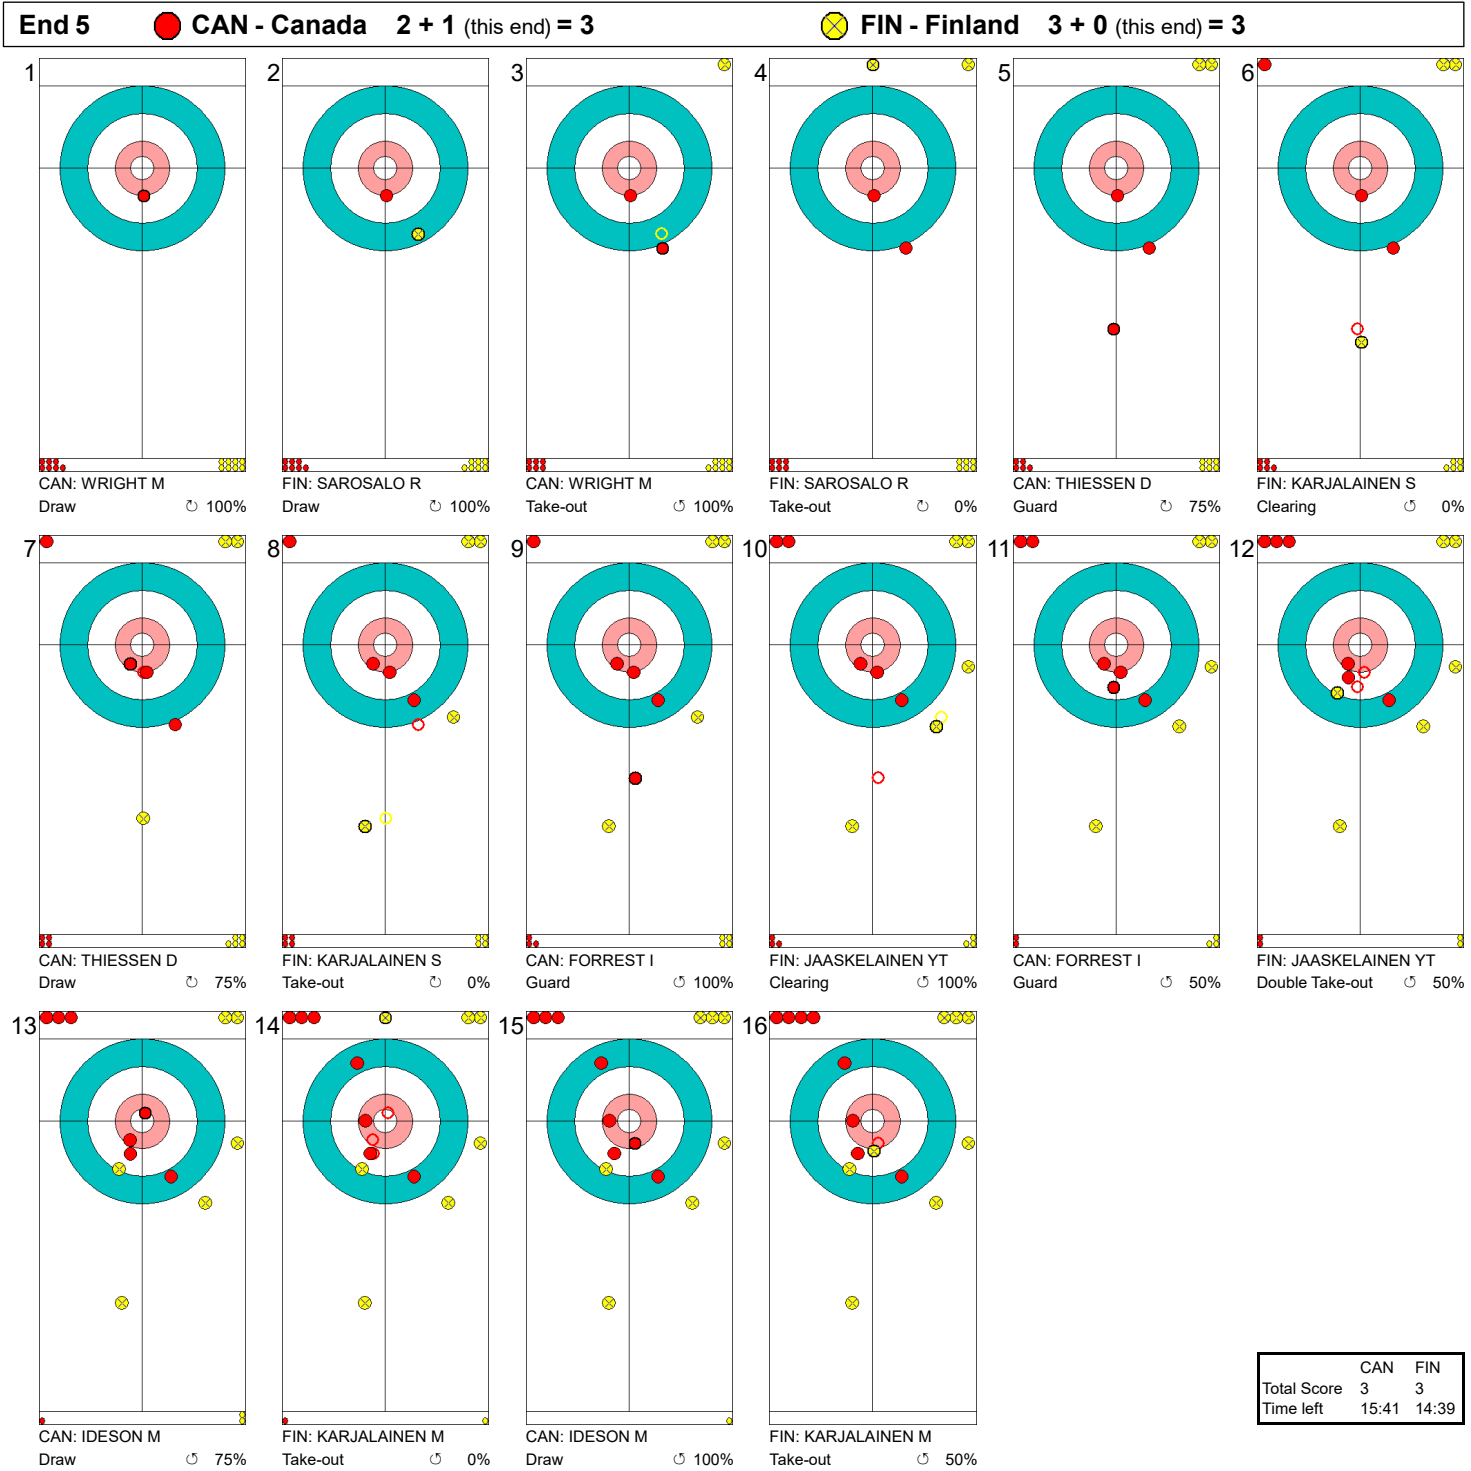 End 5 CAN - Canada 2 + 1 (this end) = 3 FIN - Finland 3 + 0 (this end) = 3
1 2 3 4 5 6
CAN: WRIGHT M FIN: SAROSALO R CAN: WRIGHT M FIN: SAROSALO R CAN: THIESSEN D FIN: KARJALAINEN S
Draw ↻ 100% Draw ↻ 100% Take-out ↺ 100% Take-out ↺ 0% Guard ↻ 75% Clearing ↺ 0%
7 8 9 10 11 12
CAN: THIESSEN D FIN: KARJALAINEN S CAN: FORREST I FIN: JAASKELAINEN YT CAN: FORREST I FIN: JAASKELAINEN YT
Draw ↻ 75% Take-out ↻ 0% Guard ↺ 100% Clearing ↺ 100% Guard ↺ 50% Double Take-out ↺ 50%
13 14 15 16
CAN FIN
Total Score 3 3
Time left 15:41 14:39
CAN: IDESON M FIN: KARJALAINEN M CAN: IDESON M FIN: KARJALAINEN M
Draw ↺ 75% Take-out ↺ 0% Draw ↺ 100% Take-out ↺ 50%